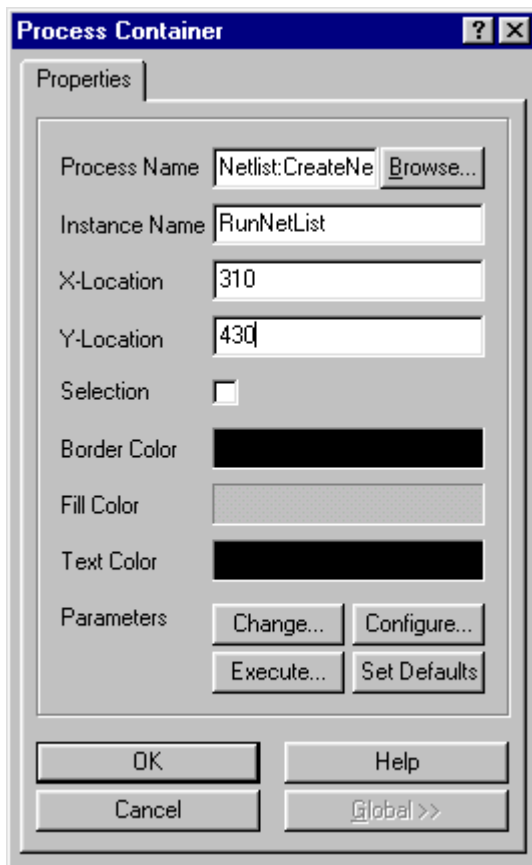 Process Container
Properties
Process Name Netlist:CreateNe Browse...
Instance Name RunNetList
X-Location 310
Y-Location 430
Selection
Border Color
Fill Color
Text Color
Parameters Change... Configure...
Execute... Set Defaults
OK Help
Cancel Global >>